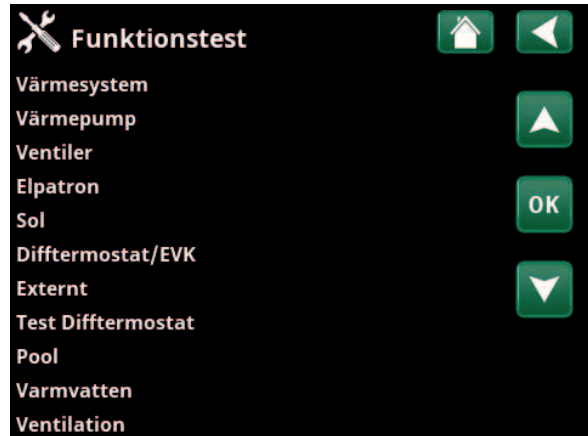 Funktionstest
Värmesystem
Värmepump
Ventiler
Elpatron
Sol
Difftermostat/EVK
Externt
Test Difftermostat
Pool
Varmvatten
Ventilation
OK